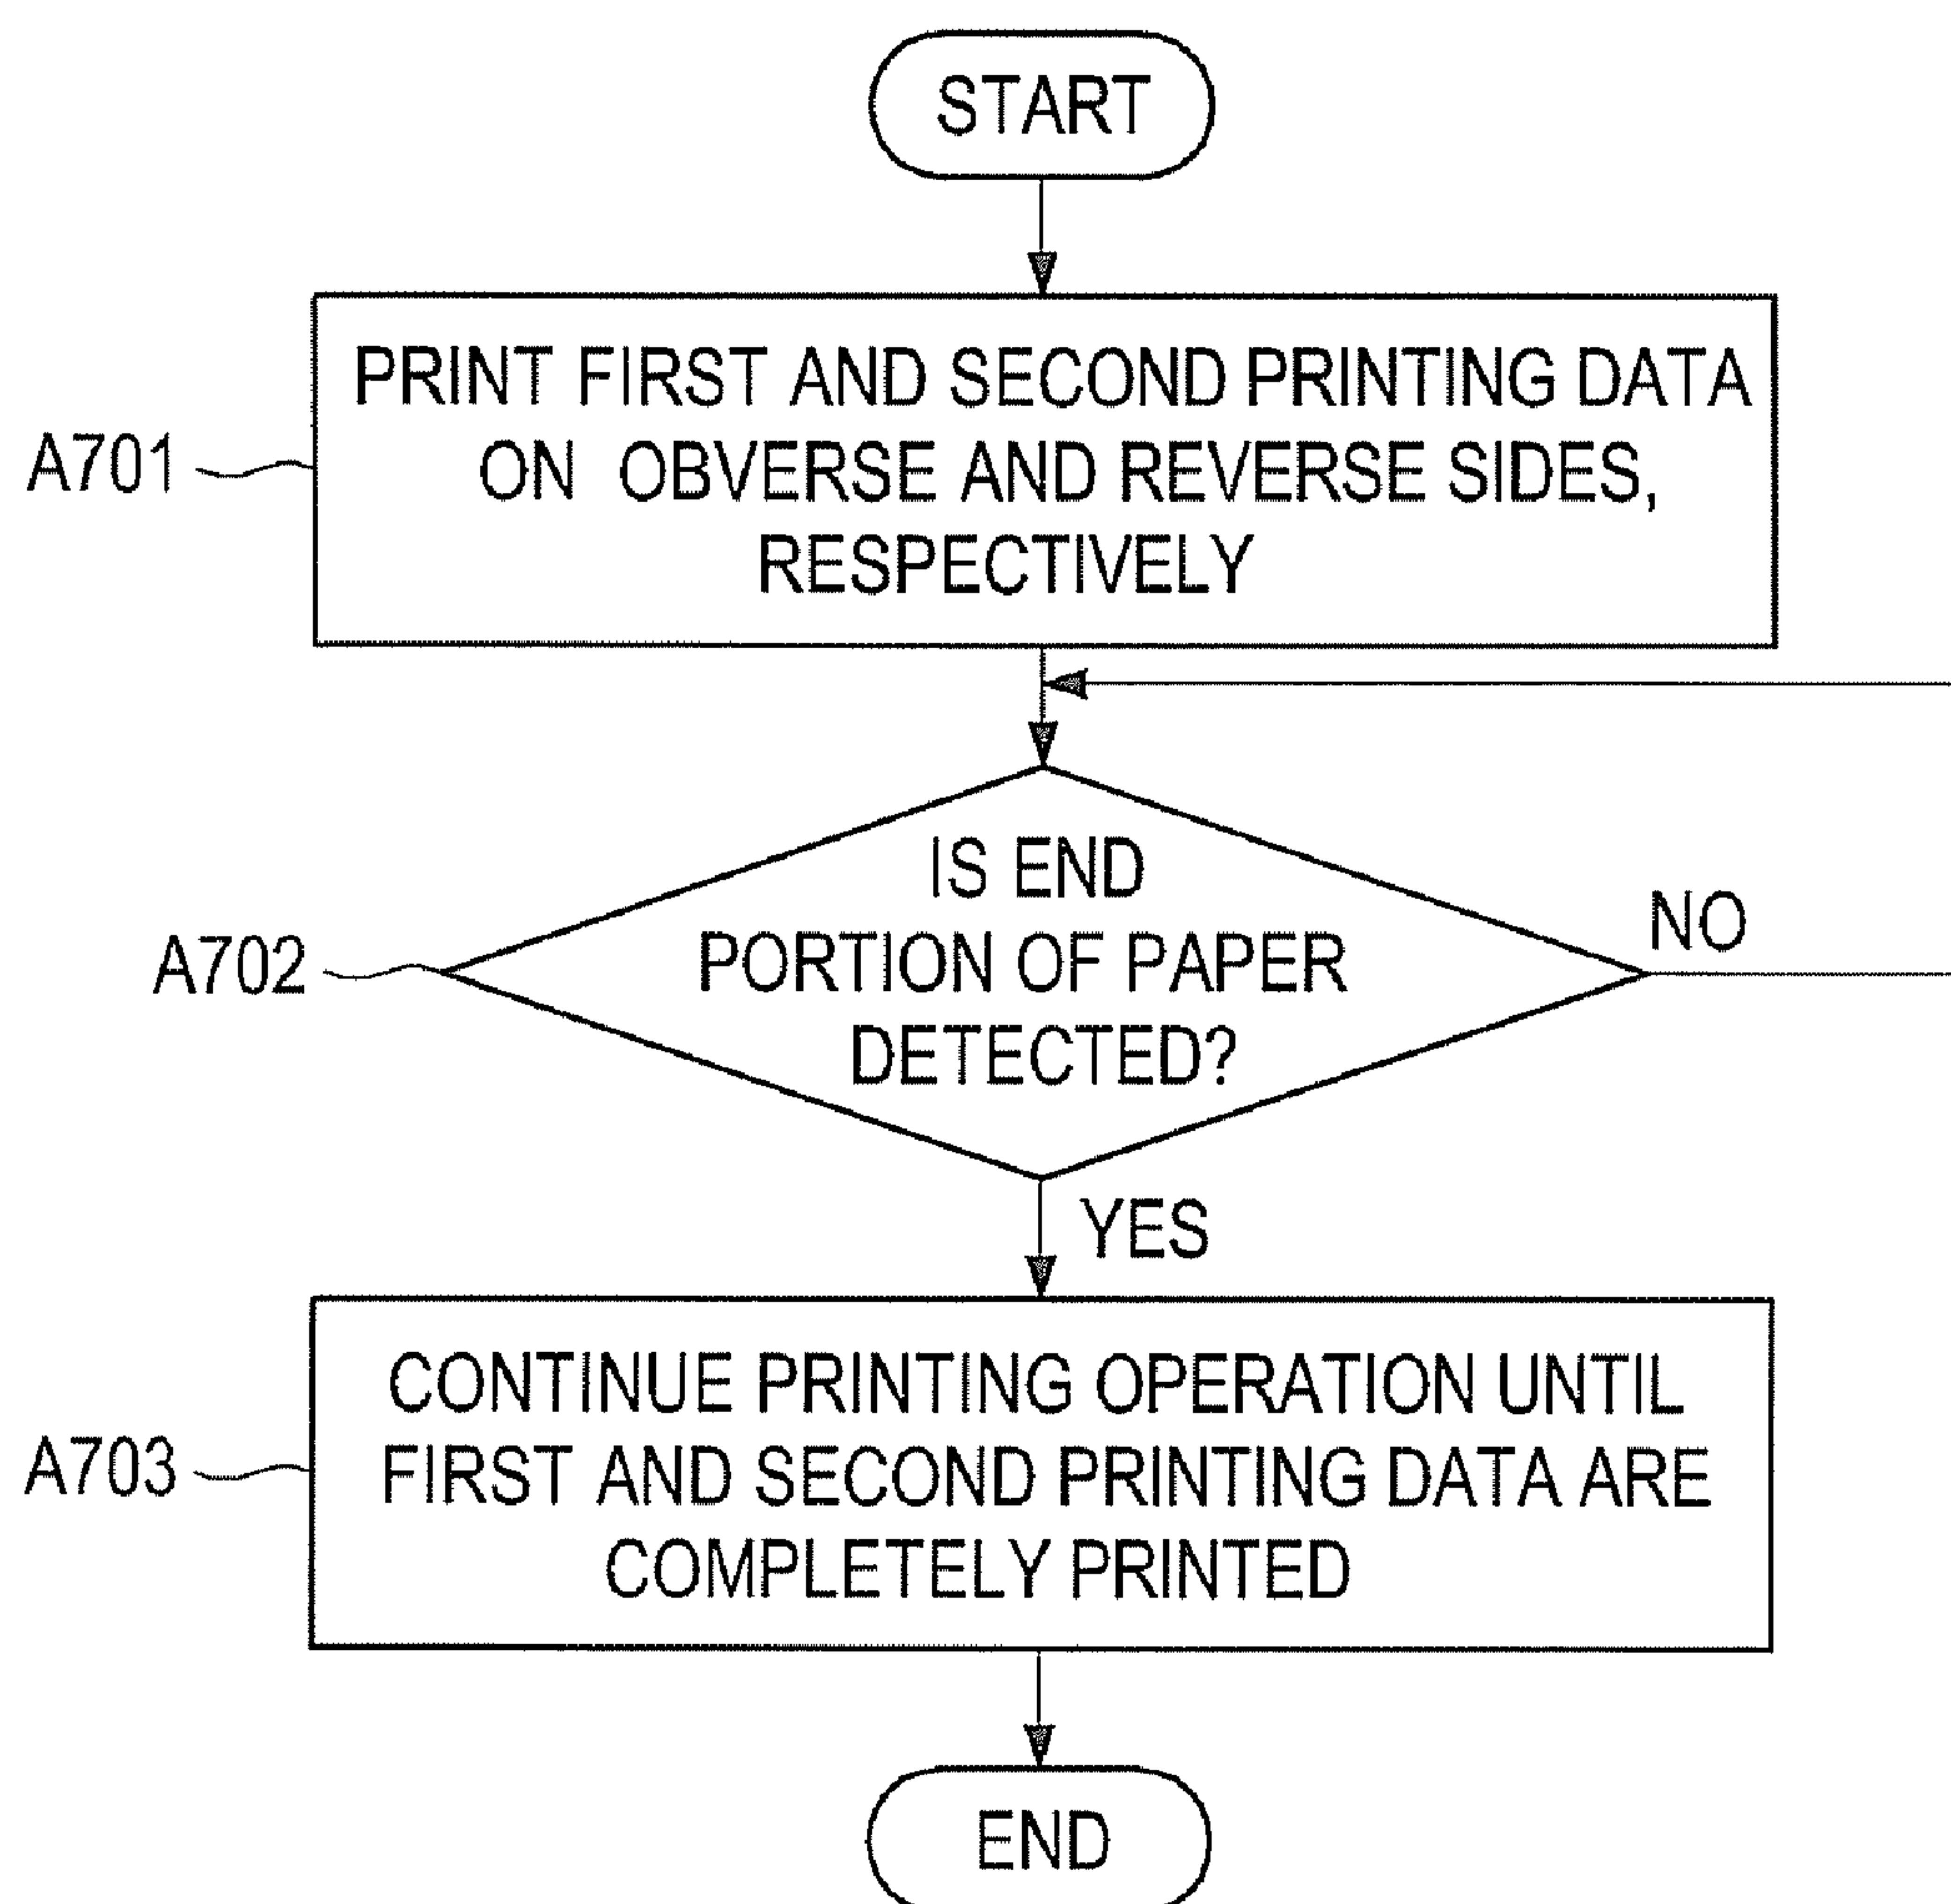 START
PRINT FIRST AND SECOND PRINTING DATA
A701
ON OBVERSE AND REVERSE SIDES,
RESPECTIVELY
IS END
NO
A702
PORTION OF PAPER
DETECTED?
YES
CONTINUE PRINTING OPERATION UNTIL
A703
FIRST AND SECOND PRINTING DATA ARE
COMPLETELY PRINTED
END